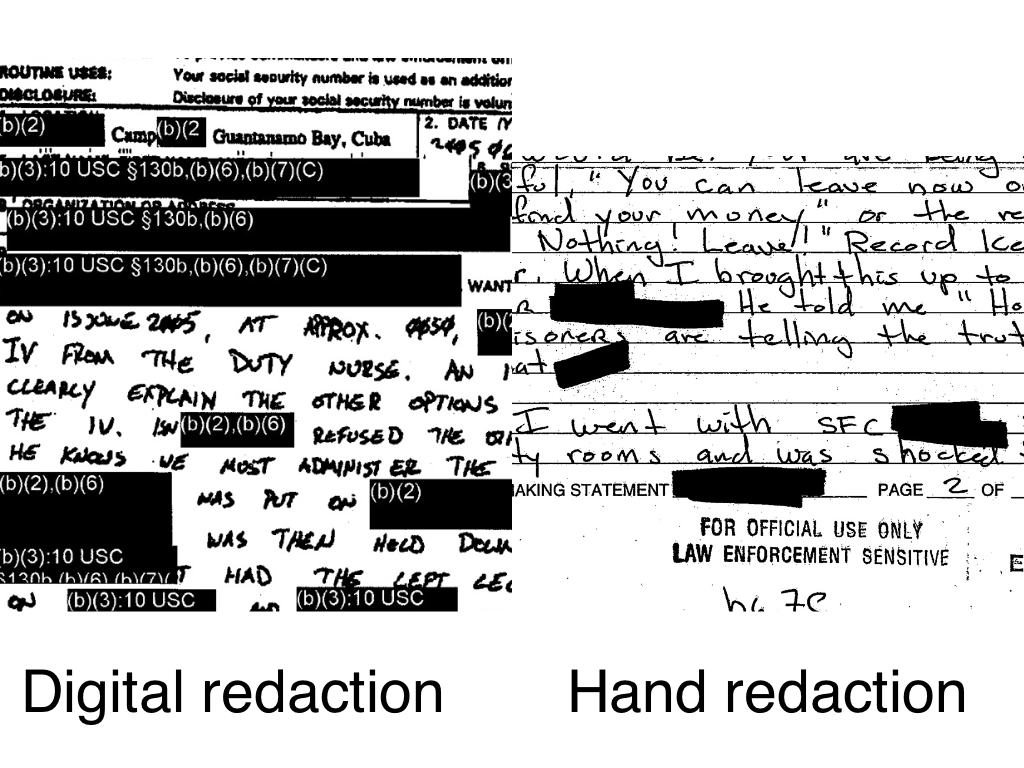 ROUTINE USES: Your social security number is used as an addition
DISCLOSURE: Disclosure of your social security number is volun
1. LOCATION
(b)(2) Camp (b)(2 Guantanamo Bay, Cuba 2. DATE
b)(3):10 USC §130b,(b)(6),(b)(7)(C) (b)(3
ORGANIZATION OR ADDRESS
(b)(3):10 USC §130b,(b)(6)
b)(3):10 USC §130b,(b)(6),(b)(7)(C) WANT
ON 15 JUNE 2005, AT APPROX. 0650, (b)(
IV FROM THE DUTY NURSE. AN
CLEARLY EXPLAIN THE OTHER OPTIONS
THE IV. ISN (b)(2),(b)(6) REFUSED THE
HE KNOWS WE MUST ADMINISTER THE
(b)(2),(b)(6) WAS PUT ON (b)(2)
WAS THEN HELD DOWN
b)(3):10 USC
§130b,(b)(6),(b)(7)( T HAD THE LEFT LEG
ON (b)(3):10 USC AND (b)(3):10 USC
ful, "You can leave now o
find your money" or the re
Nothing! Leave!" Record kee
r. When I brought this up to
R He told me "Ho
isoners are telling the trut
at
I went with SFC
ty rooms and was shocked
AKING STATEMENT PAGE 2 OF
FOR OFFICIAL USE ONLY
LAW ENFORCEMENT SENSITIVE
E
b6 7C
Digital redaction
Hand redaction